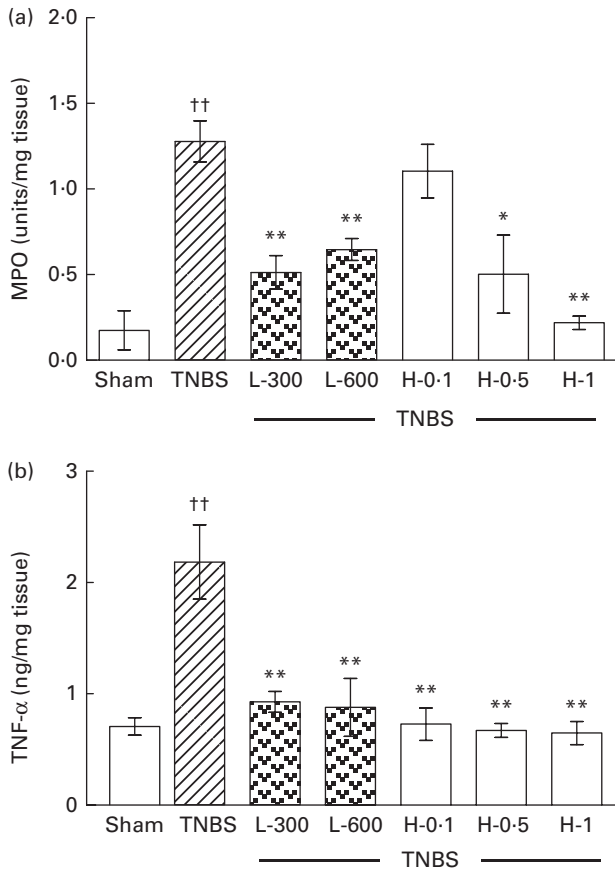 (a)
2·0
1·5
1·0
0·5
0·0
MPO (units/mg tissue)
††
**
**
*
**
Sham TNBS L-300 L-600 H-0·1 H-0·5 H-1
TNBS
(b)
3
2
1
0
TNF-α (ng/mg tissue)
††
**
**
**
**
**
Sham TNBS L-300 L-600 H-0·1 H-0·5 H-1
TNBS